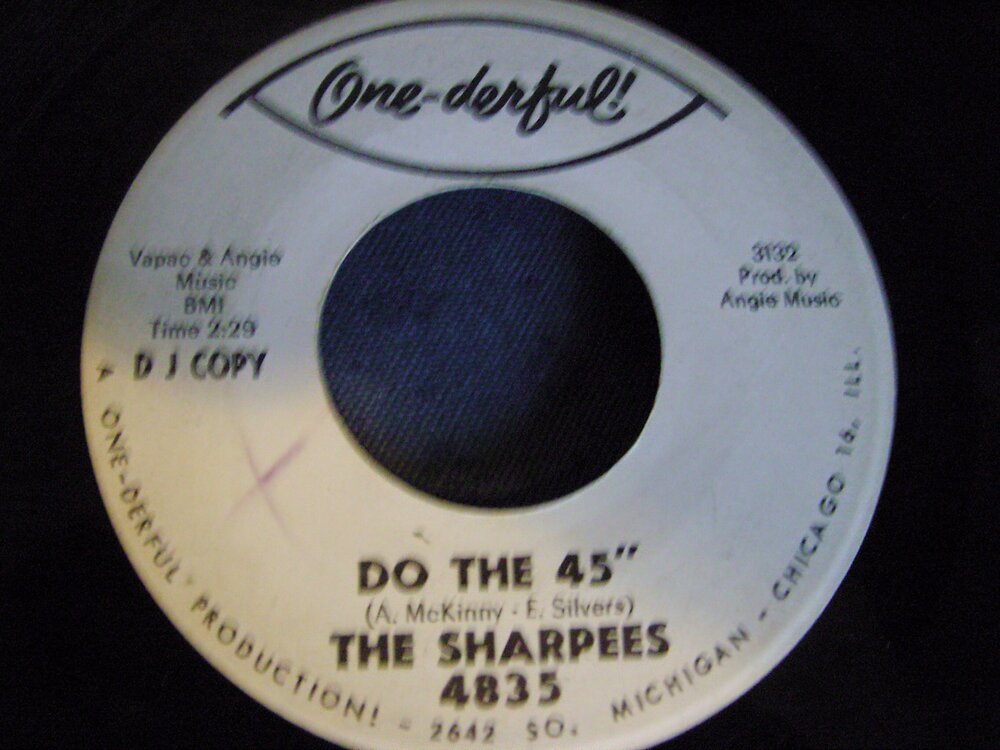 One-derful!
Vapac & Angie
Music
BMI
Time 2:29
D J COPY
3132
Prod. by
Angie Music
DO THE 45"
(A. McKinny - E. Silvers)
THE SHARPEES
4835
A ONE-DERFUL PRODUCTION! - 2642 SO. MICHIGAN - CHICAGO 16, ILL.